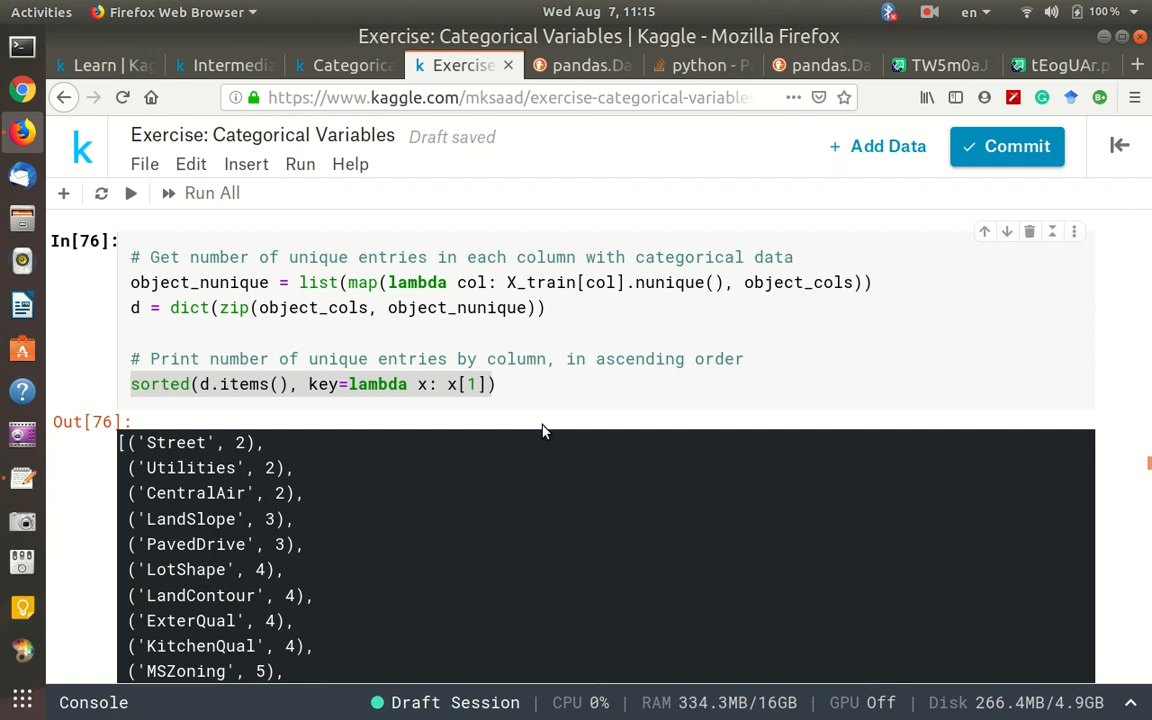 Activities
Firefox Web Browser
Wed Aug 7, 11:15
en
100 %
Exercise: Categorical Variables | Kaggle - Mozilla Firefox
Learn | Ka
Intermedi
Categoric
Exercise
pandas.Da
python - P
pandas.Da
TW5m0aJ.
tEogUAr.p
https://www.kaggle.com/mksaad/exercise-categorical-variable
Exercise: Categorical Variables
Draft saved
File
Edit
Insert
Run
Help
+ Add Data
Commit
Run All
In[76]:
# Get number of unique entries in each column with categorical data
object_nunique = list(map(lambda col: X_train[col].nunique(), object_cols))
d = dict(zip(object_cols, object_nunique))
# Print number of unique entries by column, in ascending order
sorted(d.items(), key=lambda x: x[1])
Out[76]:
[('Street', 2),
('Utilities', 2),
('CentralAir', 2),
('LandSlope', 3),
('PavedDrive', 3),
('LotShape', 4),
('LandContour', 4),
('ExterQual', 4),
('KitchenQual', 4),
('MSZoning', 5),
Console
Draft Session | CPU 0% | RAM 334.3MB/16GB | GPU Off | Disk 266.4MB/4.9GB